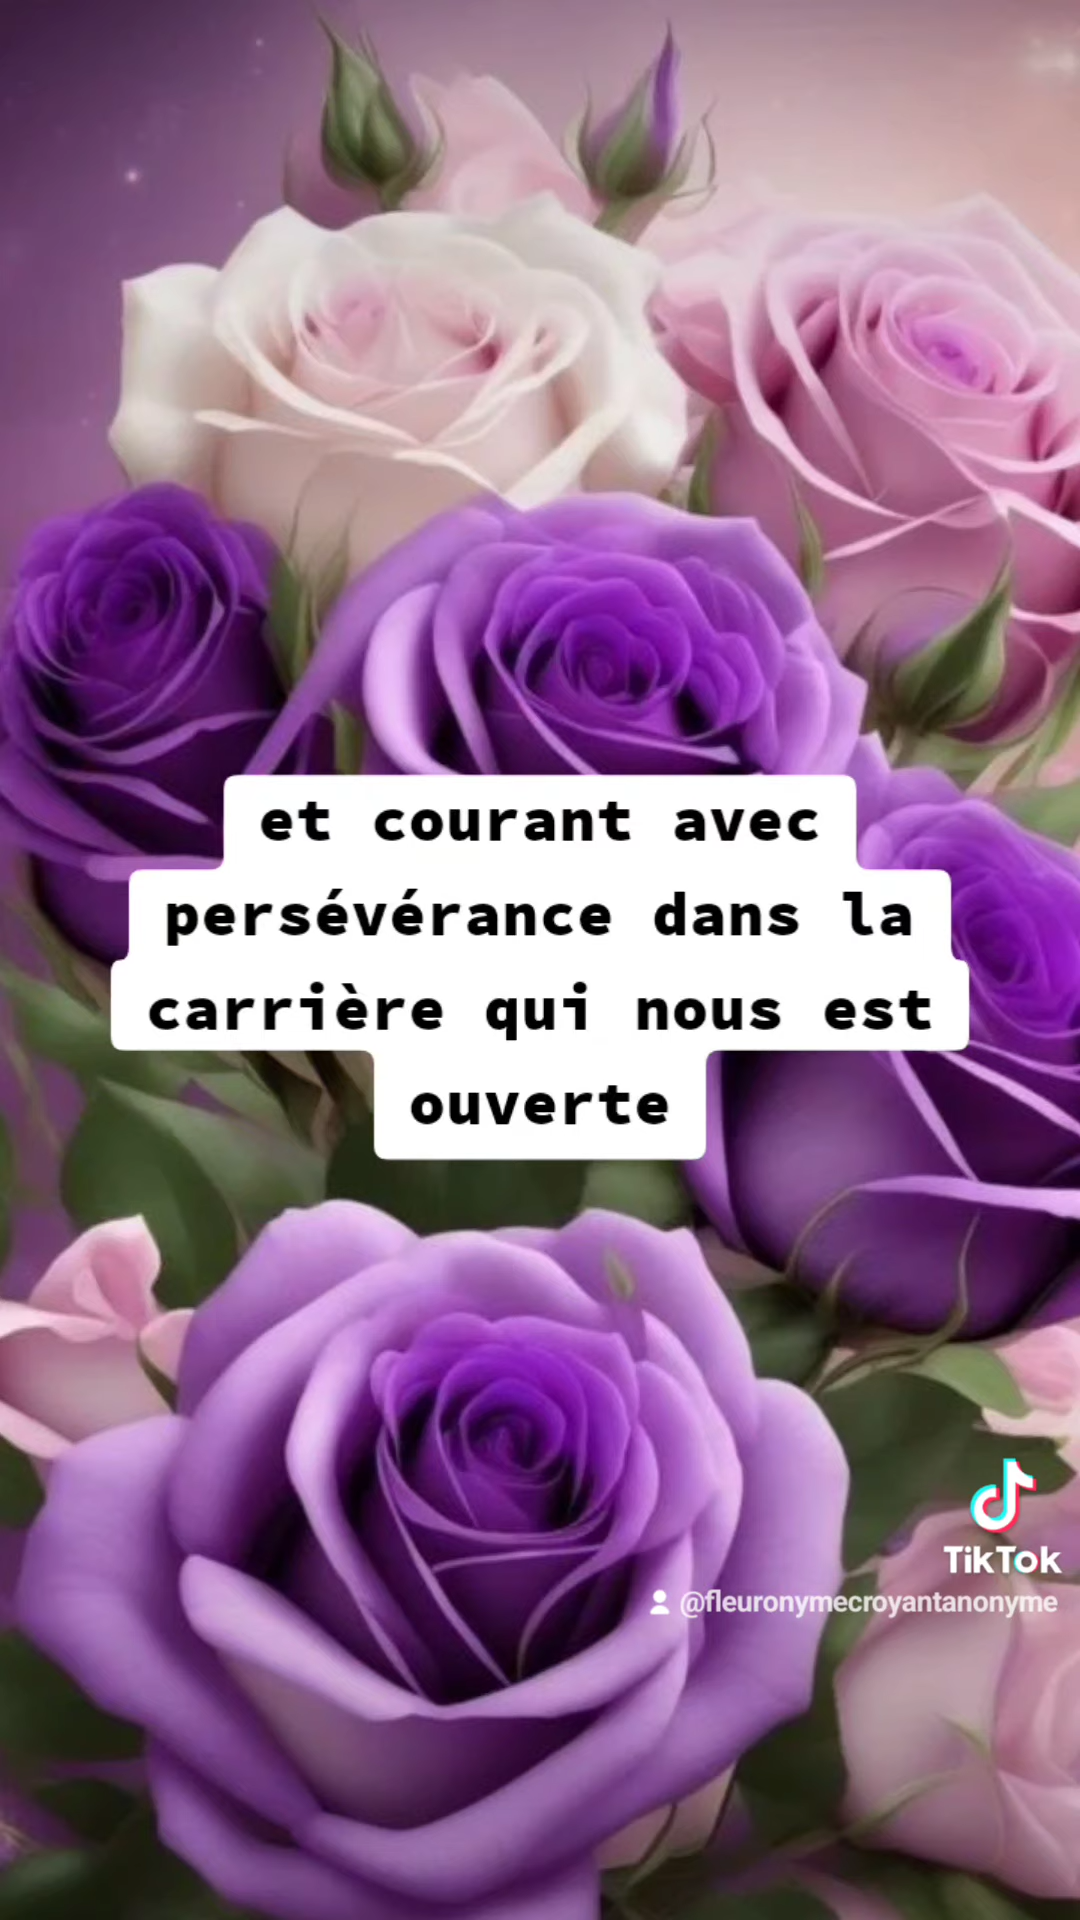 et courant avec
persévérance dans la
carrière qui nous est
ouverte
TikTok
@fleuronymecroyantanonyme